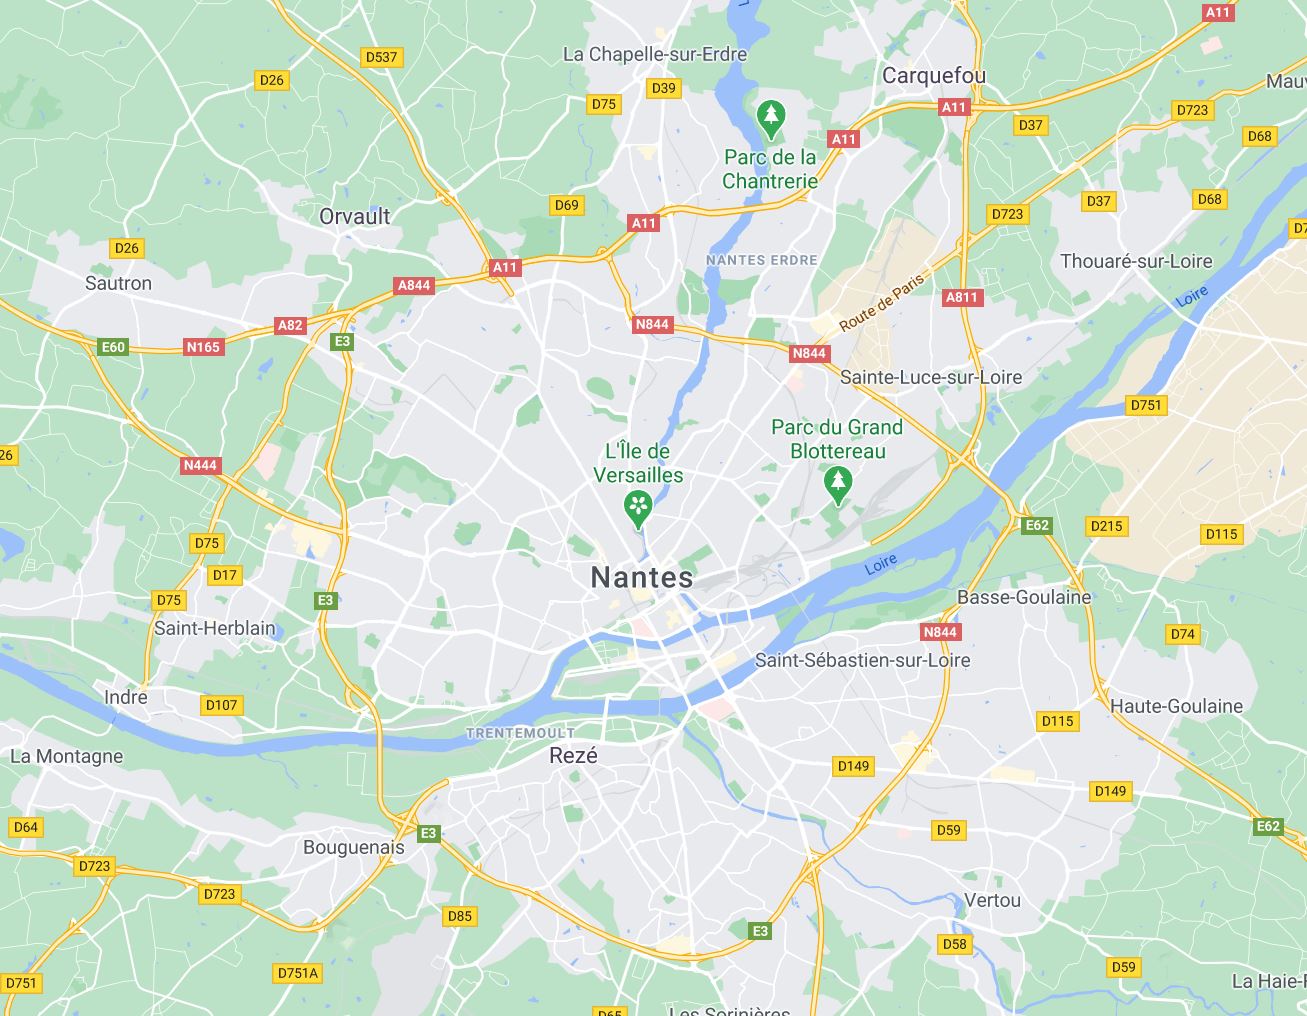 A11
D537
La Chapelle-sur-Erdre
D26
Carquefou
Mauv
D39
D75
A11
D723
D37
A11
D68
Parc de la
Chantrerie
D69
D37
D68
Orvault
D723
A11
D26
NANTES ERDRE
Thouaré-sur-Loire
A11
Sautron
A844
Route de Paris
A811
Loire
A82
N844
E3
E60
N165
N844
Sainte-Luce-sur-Loire
D751
Parc du Grand
Blottereau
L'Île de
Versailles
26
N444
E62
D215
D115
D75
Loire
D17
Nantes
D75
E3
Basse-Goulaine
Saint-Herblain
N844
D74
Saint-Sébastien-sur-Loire
Indre
D107
Haute-Goulaine
D115
TRENTEMOULT
La Montagne
Rezé
D149
D149
D64
E3
D59
E62
Bouguenais
D723
D723
Vertou
D85
E3
D58
D59
D751A
D751
La Haie-F
D65
Les Sorinières